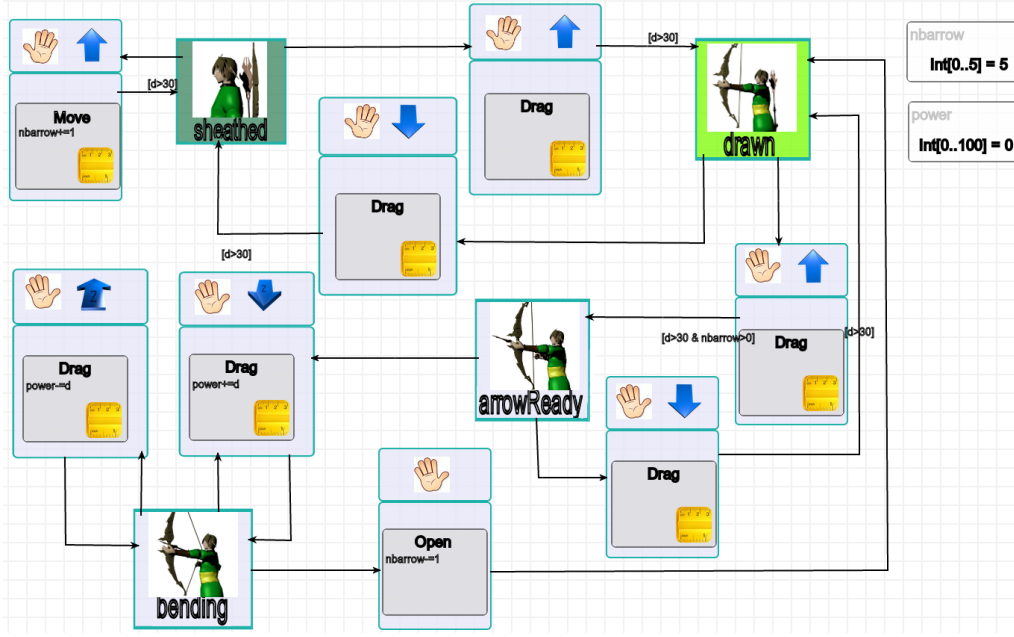 nbarrow
Int[0..5] = 5
power
Int[0..100] = 0
[d>30]
Move
nbarrow+=1
sheathed
Drag
[d>30]
drawn
Drag
[d>30]
Z
Drag
power-=d
Z
Drag
power+=d
arrowReady
[d>30 & nbarrow>0]
Drag
[d>30]
Drag
bending
Open
nbarrow-=1